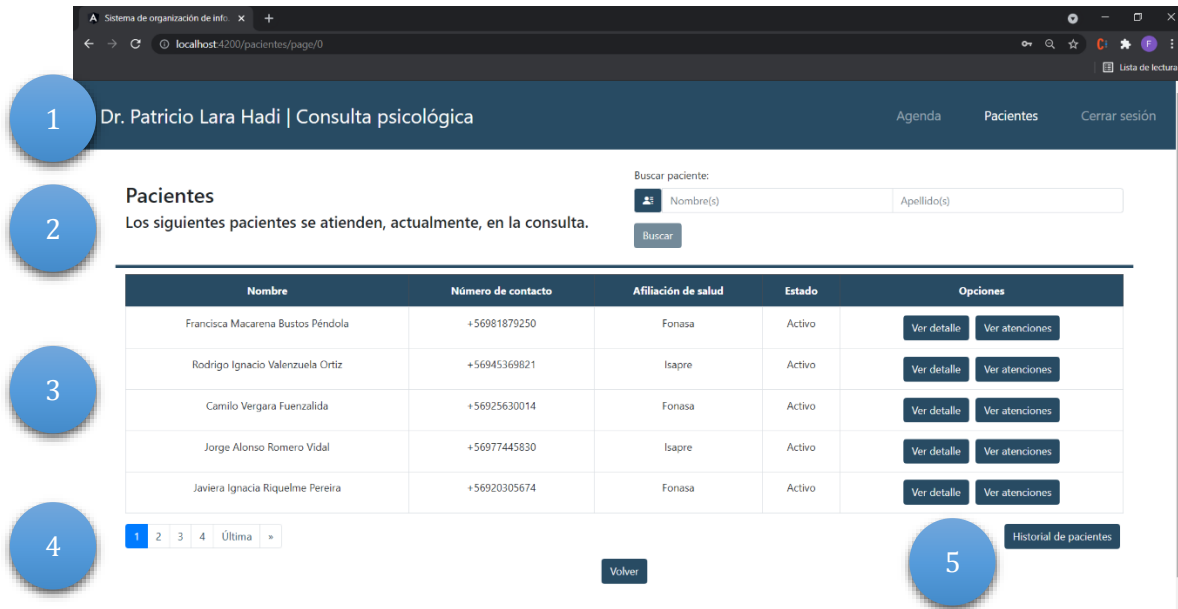 Sistema de organización de info.
localhost:4200/pacientes/page/0
F
Lista de lectura
1
Dr. Patricio Lara Hadi | Consulta psicológica
Agenda Pacientes Cerrar sesión
2
Pacientes
Los siguientes pacientes se atienden, actualmente, en la consulta.
Buscar paciente:
Nombre(s) Apellido(s)
Buscar
Nombre Número de contacto Afiliación de salud Estado Opciones
Francisca Macarena Bustos Péndola +56981879250 Fonasa Activo Ver detalle Ver atenciones
Rodrigo Ignacio Valenzuela Ortiz +56945369821 Isapre Activo Ver detalle Ver atenciones
3
Camilo Vergara Fuenzalida +56925630014 Fonasa Activo Ver detalle Ver atenciones
Jorge Alonso Romero Vidal +56977445830 Isapre Activo Ver detalle Ver atenciones
Javiera Ignacia Riquelme Pereira +56920305674 Fonasa Activo Ver detalle Ver atenciones
4
1 2 3 4 Última »
5
Historial de pacientes
Volver